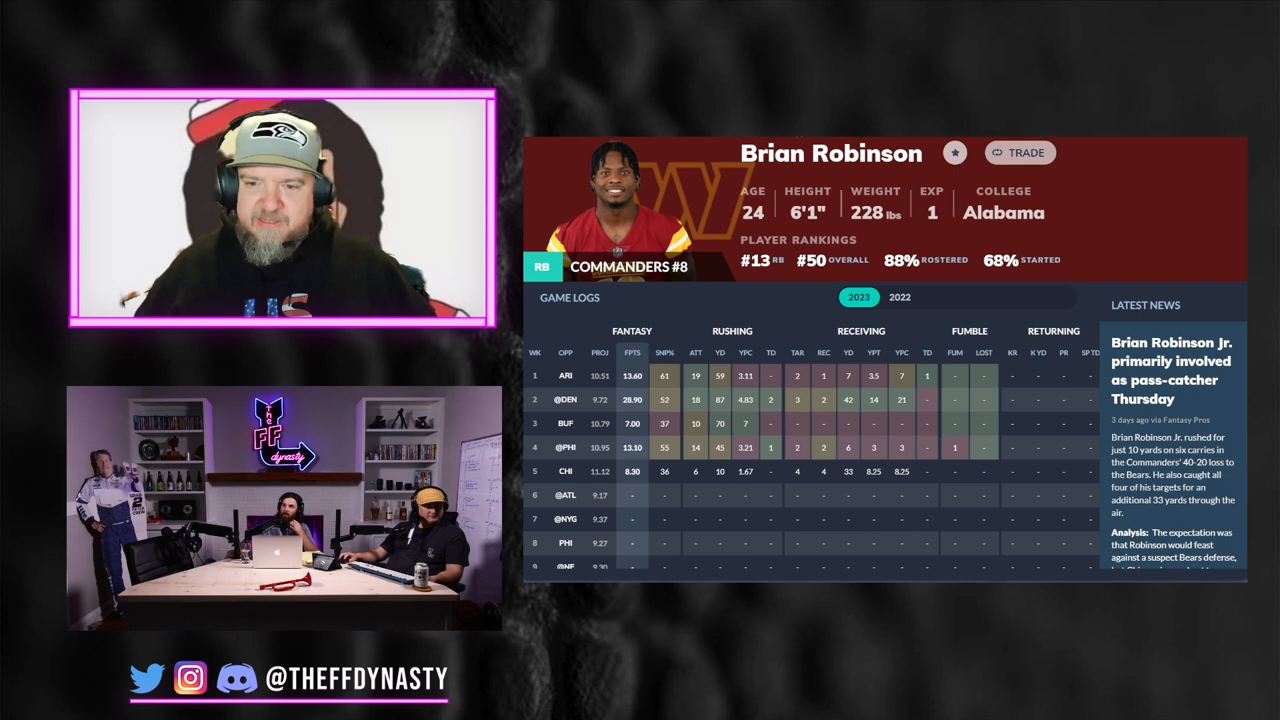 Brian Robinson
TRADE
AGE HEIGHT WEIGHT EXP COLLEGE
24 6'1" 228 lbs 1 Alabama
PLAYER RANKINGS
#13 RB #50 OVERALL 88% ROSTERED 68% STARTED
RB COMMANDERS #8
GAME LOGS
2023 2022
FANTASY RUSHING RECEIVING FUMBLE RETURNING
WK OPP PROJ FPTS SNP% ATT YD YPC TD TAR REC YD YPT YPC TD FUM LOST KR KYD PR SPTD
1 ARI 10.51 13.60 61 19 59 3.11 - 2 1 7 3.5 7 1 - - - - - -
2 @DEN 9.72 28.90 52 18 87 4.83 2 3 2 42 14 21 - - - - - - -
3 BUF 10.79 7.00 37 10 70 7 - - - - - - - - - - - - -
4 @PHI 10.95 13.10 55 14 45 3.21 1 2 2 6 3 3 - 1 - - - - -
5 CHI 11.12 8.30 36 6 10 1.67 - 4 4 33 8.25 8.25 - - - - - - -
6 @ATL 9.17 - - - - - - - - - - - - - - - - - -
7 @NYG 9.37 - - - - - - - - - - - - - - - - - -
8 PHI 9.27 - - - - - - - - - - - - - - - - - -
9 @NE 9.30 - - - - - - - - - - - - - - - - - -
LATEST NEWS
Brian Robinson Jr.
primarily involved
as pass-catcher
Thursday
3 days ago via Fantasy Pros
Brian Robinson Jr. rushed for
just 10 yards on six carries in
the Commanders' 40-20 loss to
the Bears. He also caught all
four of his targets for an
additional 33 yards through the
air.
Analysis: The expectation was
that Robinson would feast
against a suspect Bears defense,
The
FF
dynasty
@THEFFDYNASTY